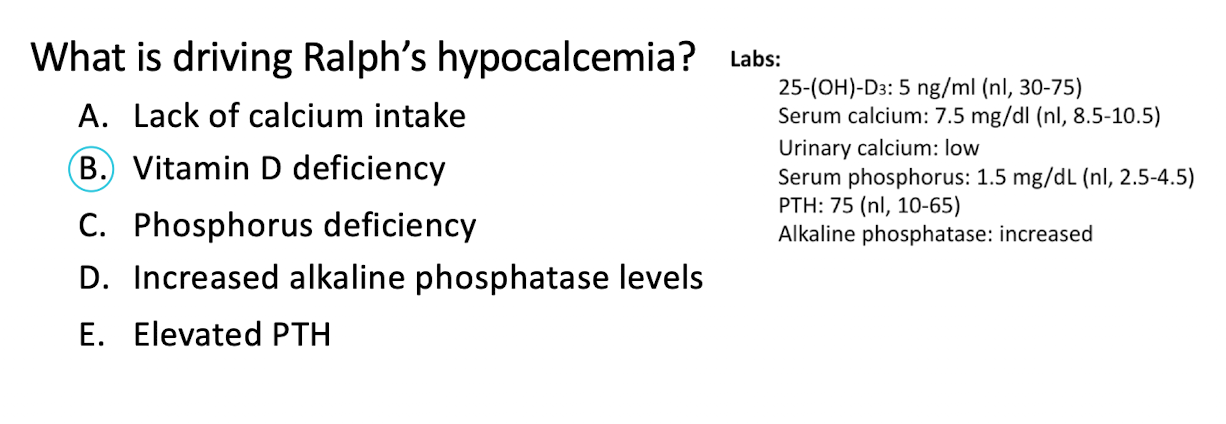 What is driving Ralph's hypocalcemia?
A. Lack of calcium intake
B. Vitamin D deficiency
C. Phosphorus deficiency
D. Increased alkaline phosphatase levels
E. Elevated PTH
Labs:
25-(OH)-D3: 5 ng/ml (nl, 30-75)
Serum calcium: 7.5 mg/dl (nl, 8.5-10.5)
Urinary calcium: low
Serum phosphorus: 1.5 mg/dL (nl, 2.5-4.5)
PTH: 75 (nl, 10-65)
Alkaline phosphatase: increased